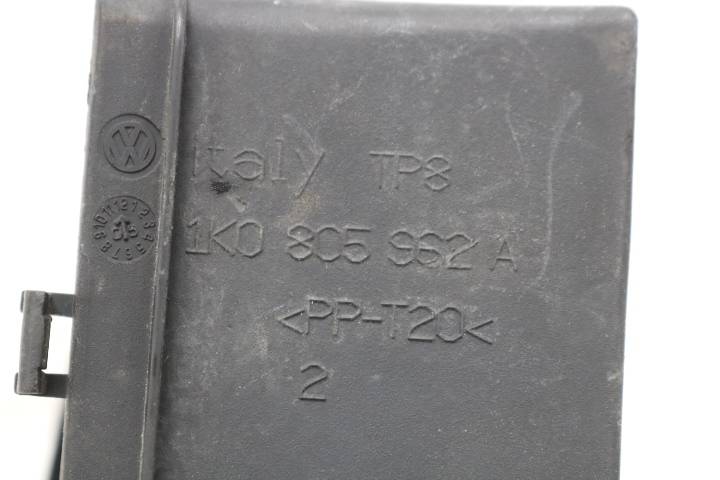 Italy TP8
1K0 805 962 A
<PP-T20<
2